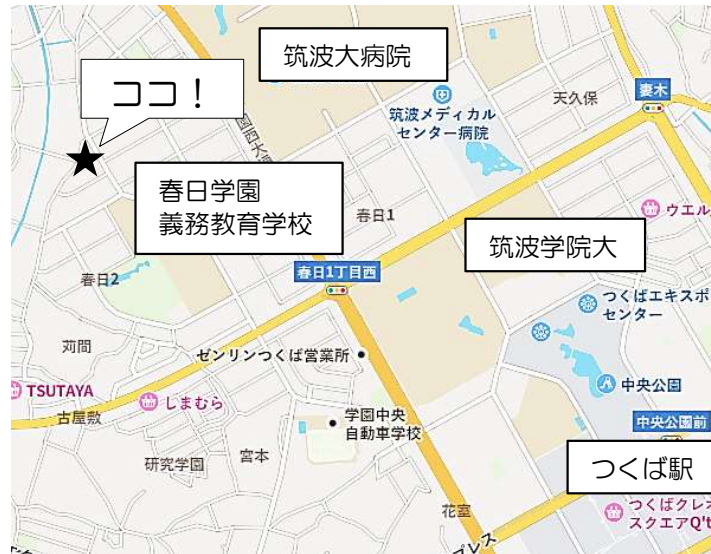 筑波大病院
ココ！
妻木
天久保
筑波メディカル
センター病院
春日学園
義務教育学校
春日1
ウエル
筑波学院大
春日1丁目西
春日2
つくばエキスポ
センター
苅間
ゼンリンつくば営業所
TSUTAYA
しまむら
中央公園
古屋敷
学園中央
自動車学校
中央公園前
研究学園
宮本
つくば駅
花室
つくばクレオ
スクエアQ't
プレス